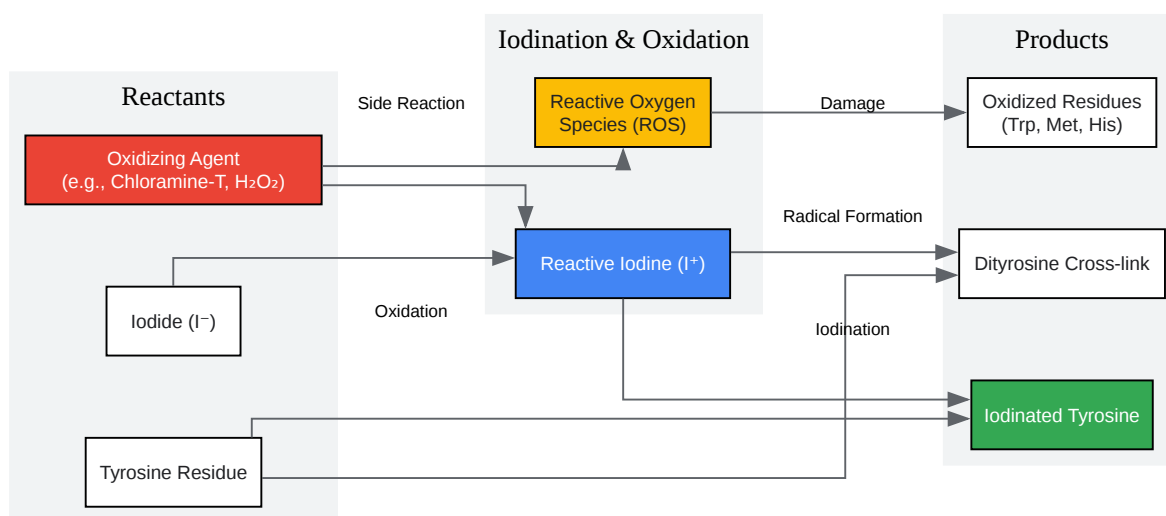 Reactants
Oxidizing Agent
(e.g., Chloramine-T, H₂O₂)
Iodide (I⁻)
Tyrosine Residue
Side Reaction
Oxidation
Iodination & Oxidation
Reactive Oxygen
Species (ROS)
Reactive Iodine (I⁺)
Damage
Radical Formation
Iodination
Products
Oxidized Residues
(Trp, Met, His)
Dityrosine Cross-link
Iodinated Tyrosine